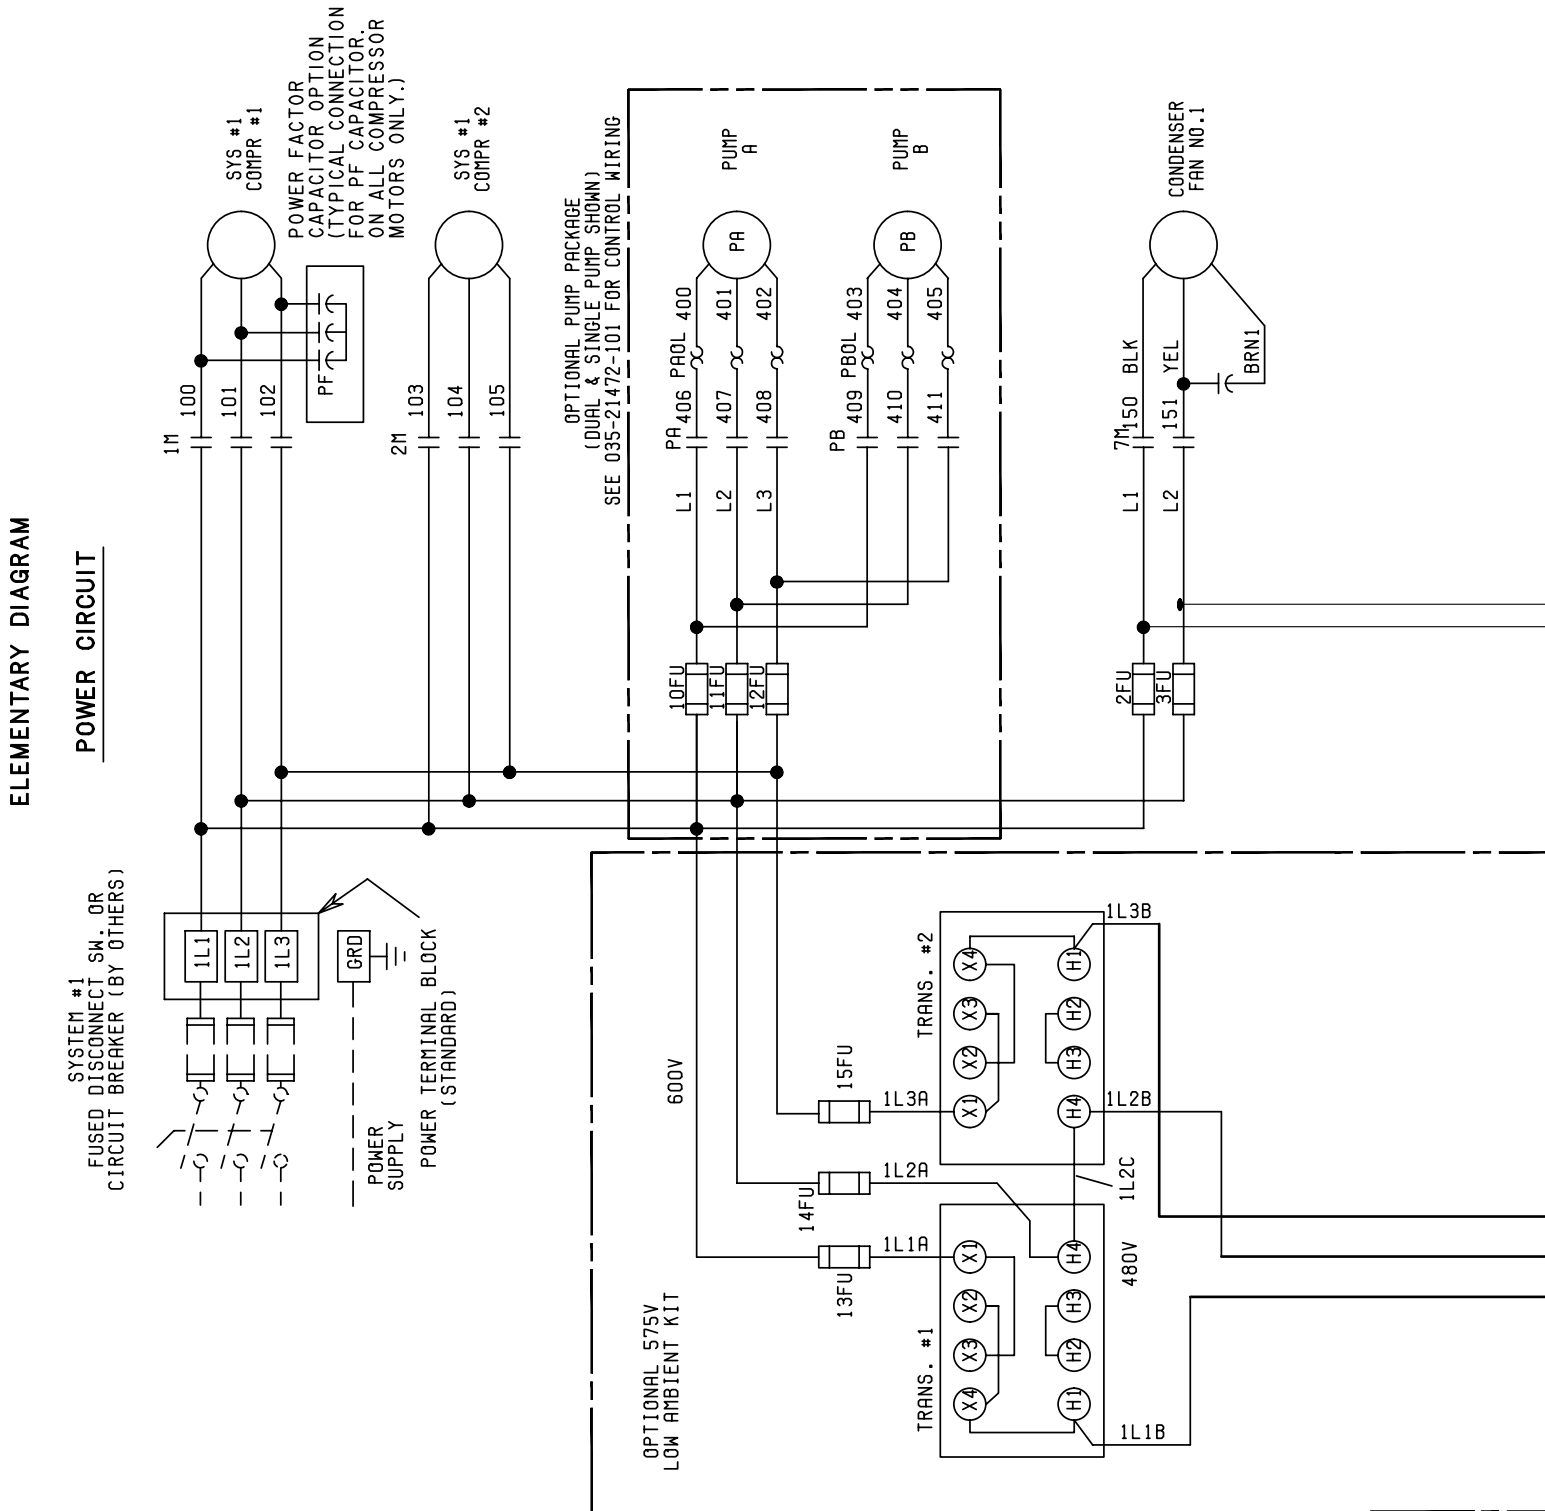 ELEMENTARY DIAGRAM
POWER CIRCUIT
SYSTEM #1
FUSED DISCONNECT SW. OR
CIRCUIT BREAKER (BY OTHERS)
1L1
1L2
1L3
GRD
POWER
SUPPLY
POWER TERMINAL BLOCK
(STANDARD)
1M
100
101
102
PF
SYS #1
COMPR #1
POWER FACTOR
CAPACITOR OPTION
(TYPICAL CONNECTION
FOR PF CAPACITOR.
ON ALL COMPRESSOR
MOTORS ONLY.)
2M
103
104
105
SYS #1
COMPR #2
OPTIONAL PUMP PACKAGE
(DUAL & SINGLE PUMP SHOWN)
SEE 035-21472-101 FOR CONTROL WIRING
10FU
11FU
12FU
L1
L2
L3
PA
406
407
408
PAOL
400
401
402
PA
PUMP
A
PB
409
410
411
PBOL
403
404
405
PB
PUMP
B
2FU
3FU
L1
L2
7M
150
151
BLK
YEL
BRN1
CONDENSER
FAN NO.1
OPTIONAL 575V
LOW AMBIENT KIT
600V
13FU
14FU
15FU
1L1A
1L2A
1L3A
TRANS. #1
X4
X3
X2
X1
H1
H2
H3
H4
TRANS. #2
X1
X2
X3
X4
H4
H3
H2
H1
1L1B
480V
1L2C
1L2B
1L3B